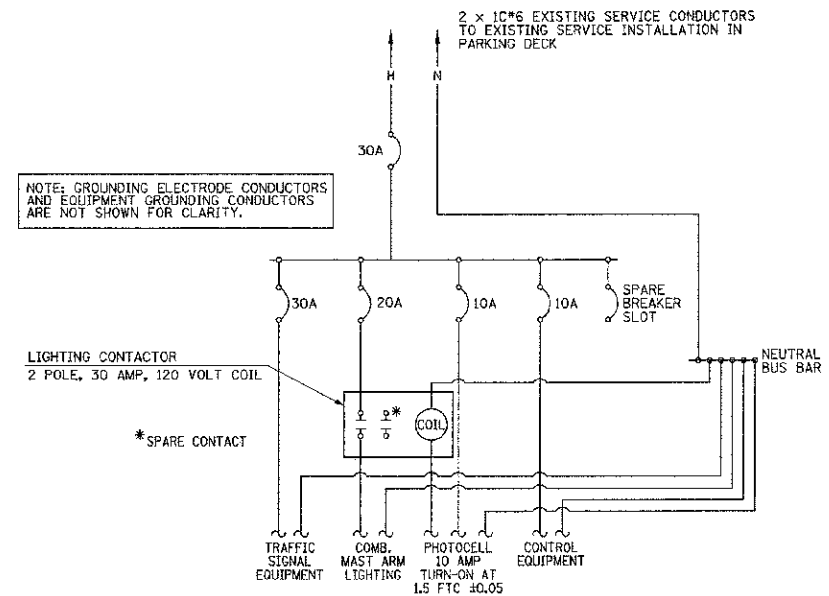 2 x 1C#6 EXISTING SERVICE CONDUCTORS
TO EXISTING SERVICE INSTALLATION IN
PARKING DECK
H
N
30A
NOTE: GROUNDING ELECTRODE CONDUCTORS
AND EQUIPMENT GROUNDING CONDUCTORS
ARE NOT SHOWN FOR CLARITY.
30A
20A
10A
10A
SPARE
BREAKER
SLOT
NEUTRAL
BUS BAR
LIGHTING CONTACTOR
2 POLE, 30 AMP, 120 VOLT COIL
*
COIL
*SPARE CONTACT
TRAFFIC
SIGNAL
EQUIPMENT
COMB.
MAST ARM
LIGHTING
PHOTOCELL
10 AMP
TURN-ON AT
1.5 FTC ±0.05
CONTROL
EQUIPMENT